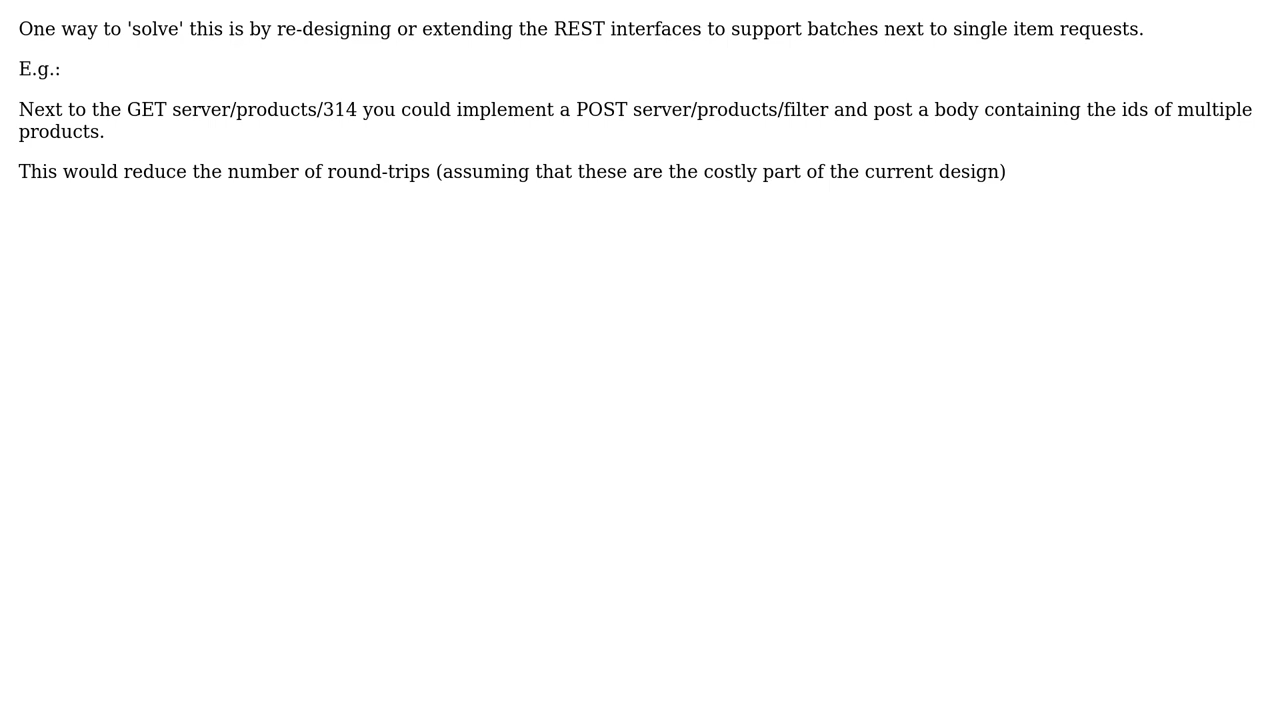 One way to 'solve' this is by re-designing or extending the REST interfaces to support batches next to single item requests.
E.g.:
Next to the GET server/products/314 you could implement a POST server/products/filter and post a body containing the ids of multiple
products.
This would reduce the number of round-trips (assuming that these are the costly part of the current design)